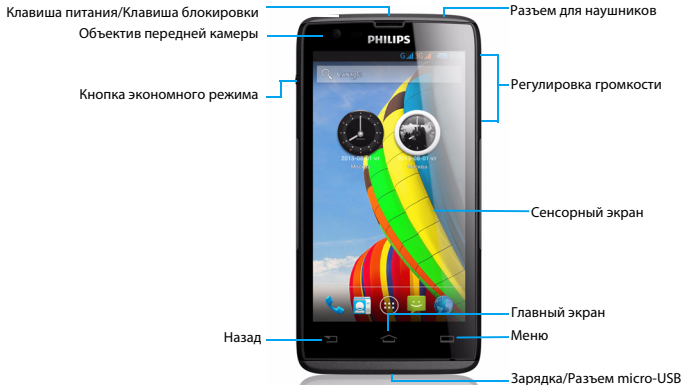 Клавиша питания/Клавиша блокировки
Разъем для наушников
Объектив передней камеры
PHILIPS
Регулировка громкости
Кнопка экономного режима
Сенсорный экран
Главный экран
Назад
Меню
Зарядка/Разъем micro-USB